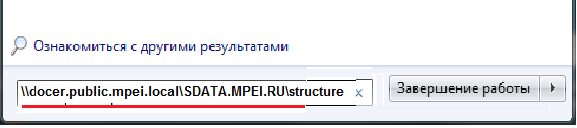 Ознакомиться с другими результатами
\\docer.public.mpei.local\SDATA.MPEI.RU\structure
Завершение работы